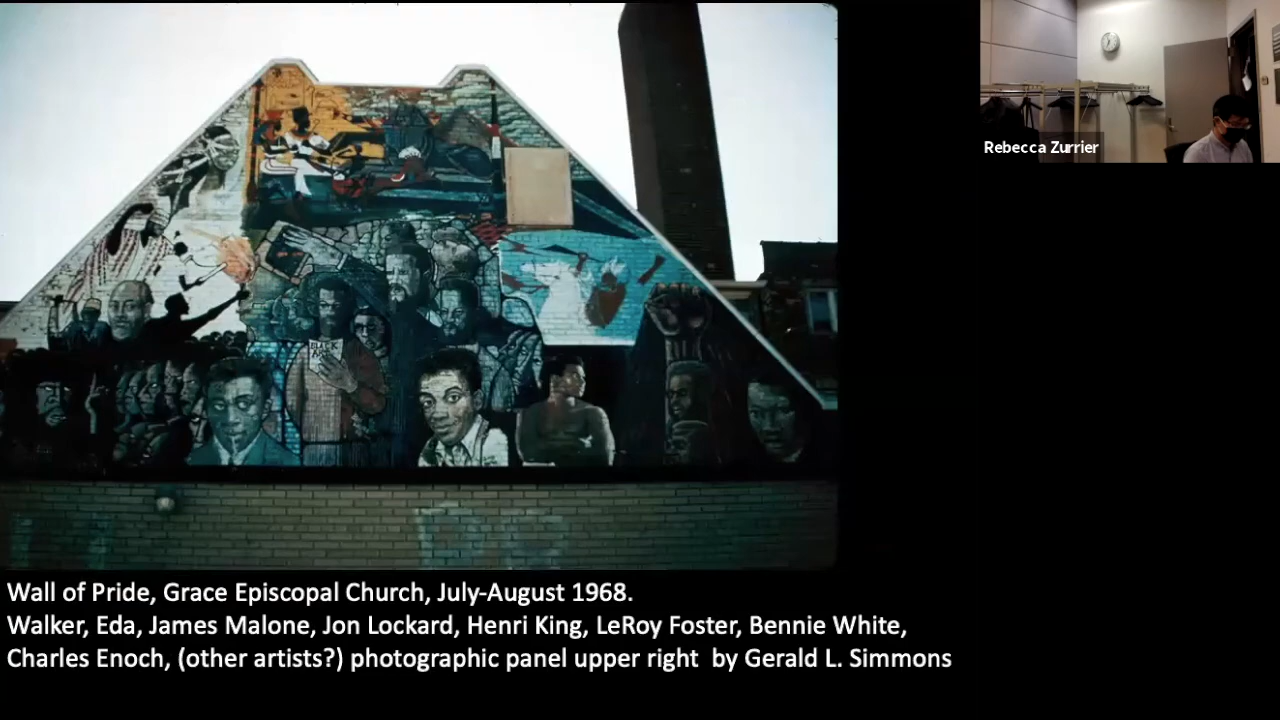 Rebecca Zurrier
BLACK
Wall of Pride, Grace Episcopal Church, July-August 1968.
Walker, Eda, James Malone, Jon Lockard, Henri King, LeRoy Foster, Bennie White,
Charles Enoch, (other artists?) photographic panel upper right  by Gerald L. Simmons